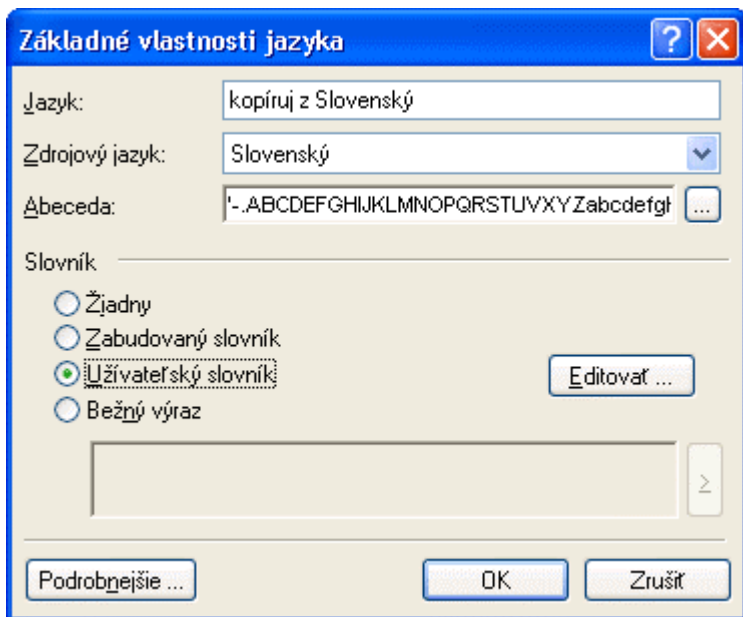 Základné vlastnosti jazyka
Jazyk: kopíruj z Slovenský
Zdrojový jazyk: Slovenský
Abeceda: '-.ABCDEFGHIJKLMNOPQRSTUVXYZabcdefgh ...
Slovník
Žiadny
Zabudovaný slovník
Užívateľský slovník Editovať ...
Bežný výraz
>
Podrobnejšie ... OK Zrušiť